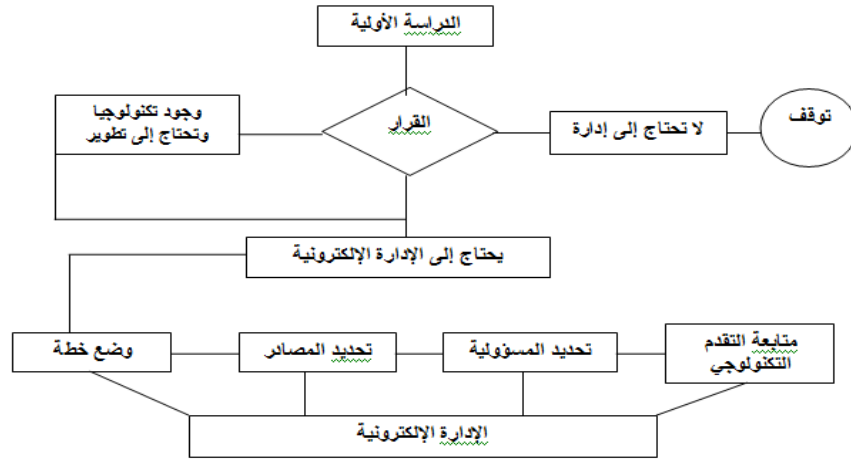 الدراسة الأولية
القرار
وجود تكنولوجيا
وتحتاج إلى تطوير
لا تحتاج إلى إدارة
توقف
يحتاج إلى الإدارة الإلكترونية
متابعة التقدم
التكنولوجي
تحديد المسؤولية
تحديد المصادر
وضع خطة
الإدارة الإلكترونية